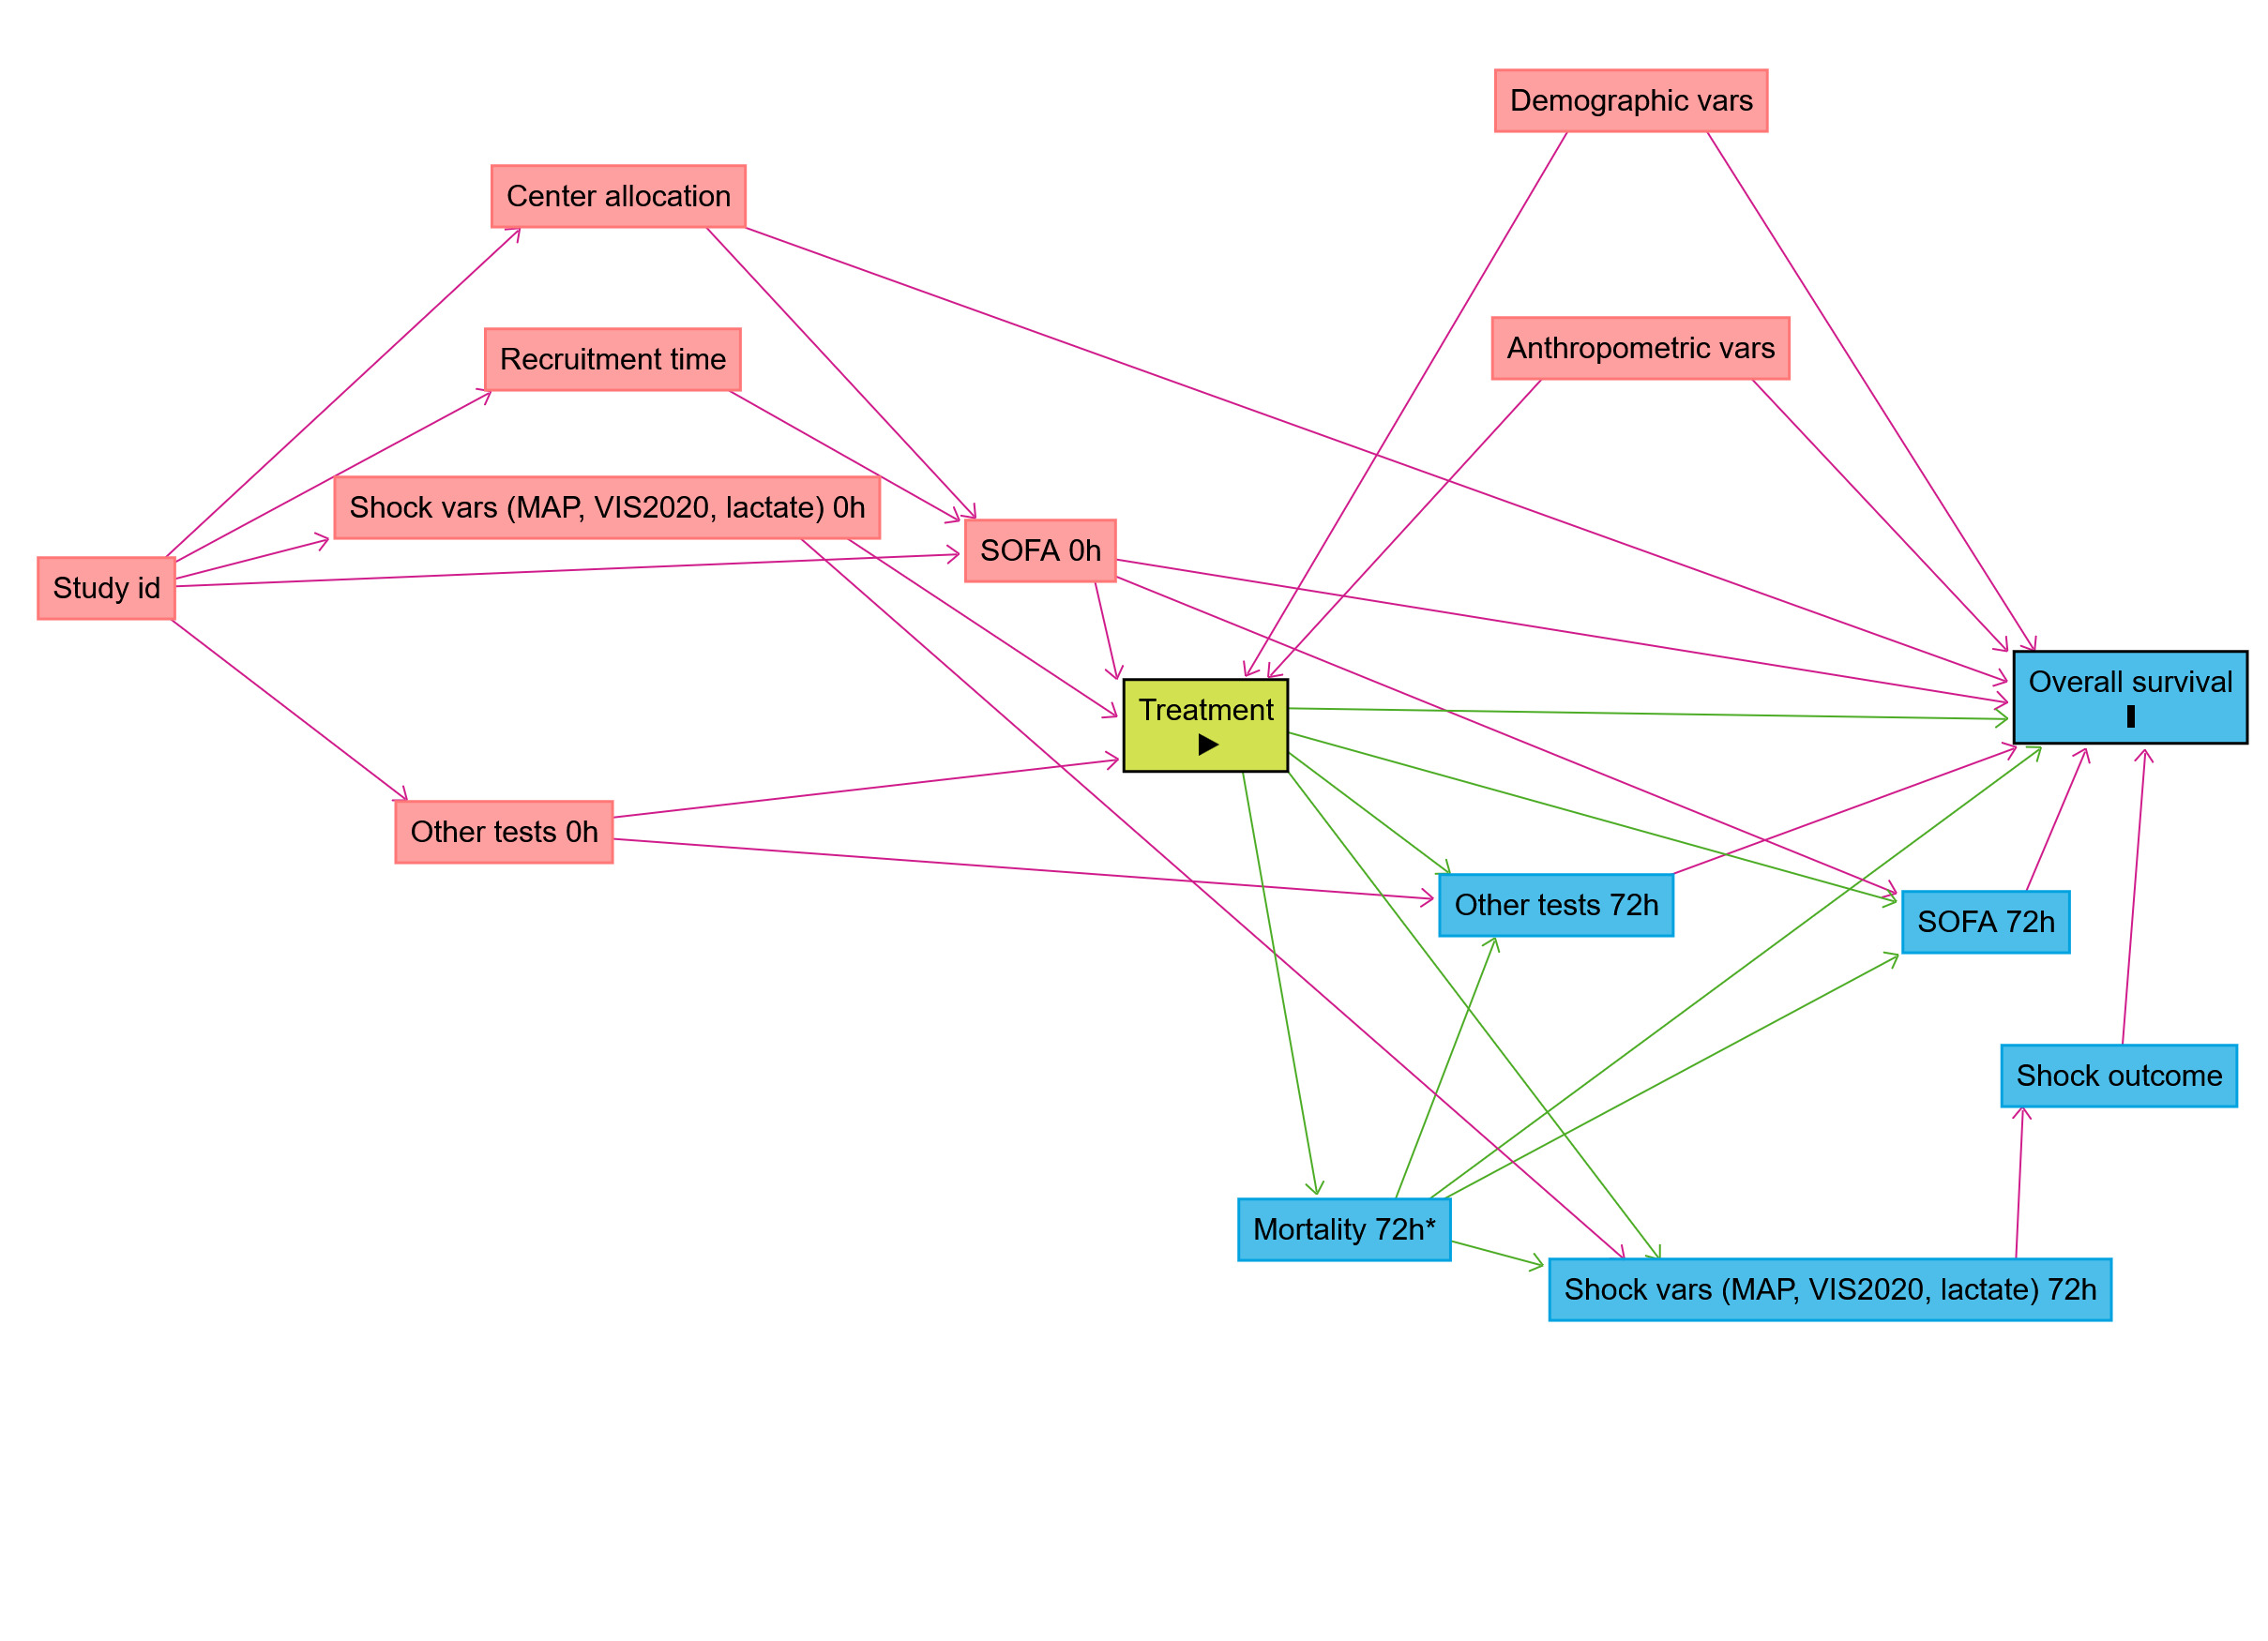 Demographic vars
Center allocation
Anthropometric vars
Recruitment time
Shock vars (MAP, VIS2020, lactate) 0h
SOFA 0h
Study id
Overall survival
Treatment
Other tests 0h
Other tests 72h
SOFA 72h
Shock outcome
Mortality 72h*
Shock vars (MAP, VIS2020, lactate) 72h